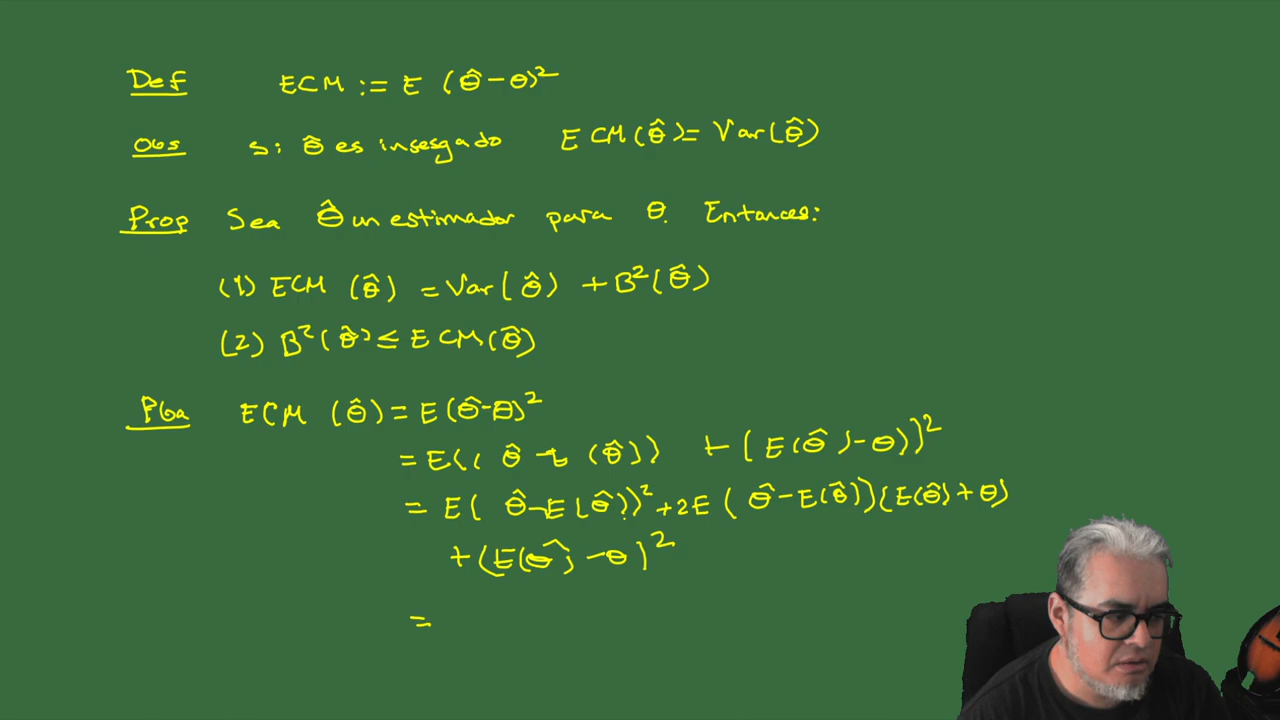 Def ECM := E (θ̂-θ)²
Obs Si θ̂ es insesgado ECM(θ̂)= Var(θ̂)
Prop Sea θ̂ un estimador para θ. Entonces:
(1) ECM (θ̂) = Var(θ̂) + B²(θ̂)
(2) B²(θ̂) ≤ ECM(θ̂)
Pba ECM (θ̂) = E(θ̂-θ)²
= E(( θ̂ - E (θ̂)) + (E(θ̂)-θ))²
= E( θ̂-E(θ̂))² + 2E (θ̂-E(θ̂))(E(θ̂)+θ)
+ (E(θ̂) -θ)²
=